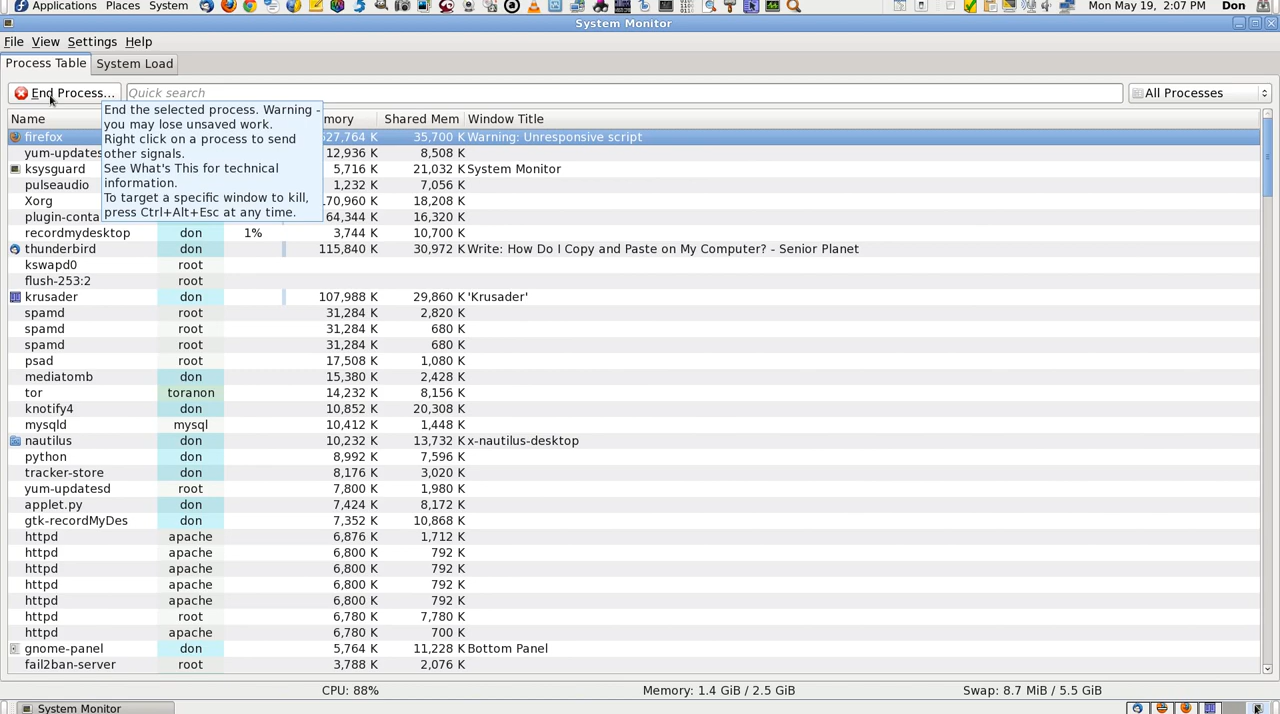 Applications Places System Mon May 19, 2:07 PM Don
System Monitor
File View Settings Help
Process Table System Load
End Process... Quick search All Processes
End the selected process. Warning -
you may lose unsaved work.
Right click on a process to send
other signals.
See What's This for technical
information.
To target a specific window to kill,
press Ctrl+Alt+Esc at any time.
Name Shared Mem Window Title
firefox 35,700 K Warning: Unresponsive script
12,936 K 8,508 K
ksysguard 5,716 K 21,032 K System Monitor
pulseaudio 1,232 K 7,056 K
Xorg 18,208 K
64,344 K 16,320 K
recordmydesktop don 1% 3,744 K 10,700 K
thunderbird don 115,840 K 30,972 K Write: How Do I Copy and Paste on My Computer? - Senior Planet
kswapd0 root
flush-253:2 root
krusader don 107,988 K 29,860 K 'Krusader'
spamd root 31,284 K 2,820 K
spamd root 31,284 K 680 K
spamd root 31,284 K 680 K
psad root 17,508 K 1,080 K
mediatomb don 15,380 K 2,428 K
tor toranon 14,232 K 8,156 K
knotify4 don 10,852 K 20,308 K
mysqld mysql 10,412 K 1,448 K
nautilus don 10,232 K 13,732 K x-nautilus-desktop
python don 8,992 K 7,596 K
tracker-store don 8,176 K 3,020 K
yum-updatesd root 7,800 K 1,980 K
applet.py don 7,424 K 8,172 K
gtk-recordMyDes don 7,352 K 10,868 K
httpd apache 6,876 K 1,712 K
httpd apache 6,800 K 792 K
httpd apache 6,800 K 792 K
httpd apache 6,800 K 792 K
httpd apache 6,800 K 792 K
httpd root 6,780 K 7,780 K
httpd apache 6,780 K 700 K
gnome-panel don 5,764 K 11,228 K Bottom Panel
fail2ban-server root 3,788 K 2,076 K
CPU: 88% Memory: 1.4 GiB / 2.5 GiB Swap: 8.7 MiB / 5.5 GiB
System Monitor